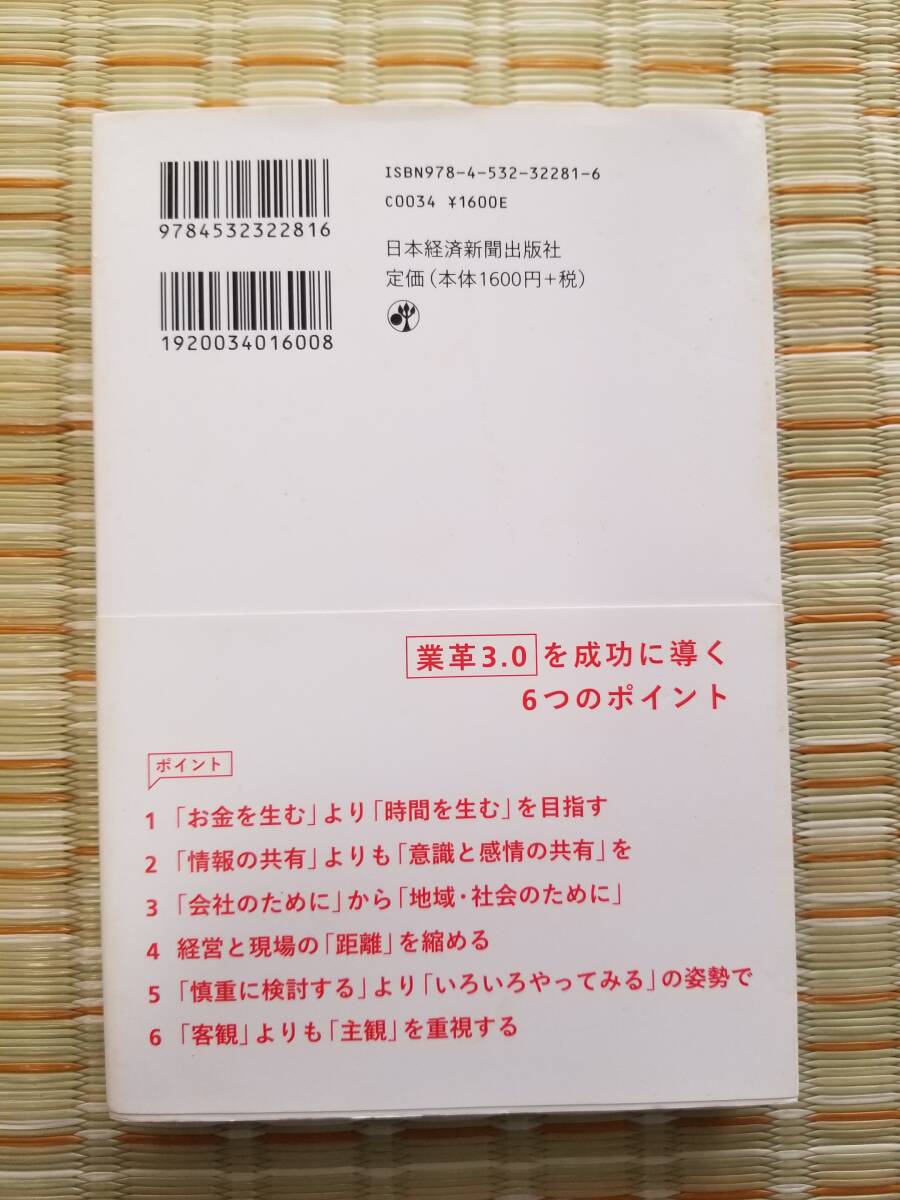 ISBN978-4-532-32281-6
C0034 ¥1600E
9784532322816
日本経済新聞出版社
定価(本体1600円+税)
1920034016008
業革3.0を成功に導く
6つのポイント
ポイント
1 「お金を生む」より「時間を生む」を目指す
2 「情報の共有」よりも「意識と感情の共有」を
3 「会社のために」から「地域・社会のために」
4 経営と現場の「距離」を縮める
5 「慎重に検討する」より「いろいろやってみる」の姿勢で
6 「客観」よりも「主観」を重視する